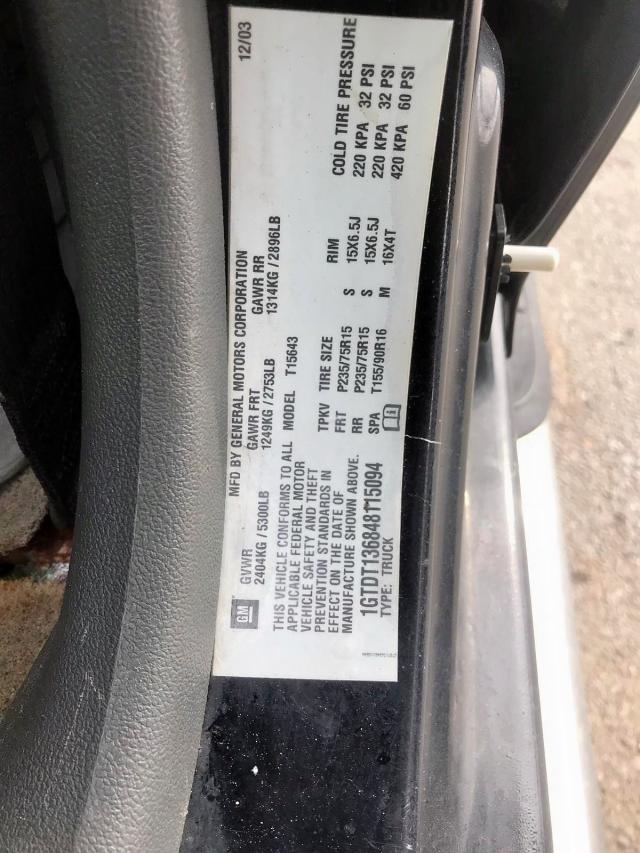 MFD BY GENERAL MOTORS CORPORATION 12/03
GM GVWR GAWR FRT GAWR RR
2404KG / 5300LB 1249KG / 2753LB 1314KG / 2896LB
THIS VEHICLE CONFORMS TO ALL
APPLICABLE FEDERAL MOTOR
VEHICLE SAFETY AND THEFT
PREVENTION STANDARDS IN
EFFECT ON THE DATE OF
MANUFACTURE SHOWN ABOVE.
1GTDT136848115094
TYPE: TRUCK
MODEL T15643
TPKV TIRE SIZE RIM COLD TIRE PRESSURE
FRT P235/75R15 S 15X6.5J 220 KPA 32 PSI
RR P235/75R15 S 15X6.5J 220 KPA 32 PSI
SPA T155/90R16 M 16X4T 420 KPA 60 PSI